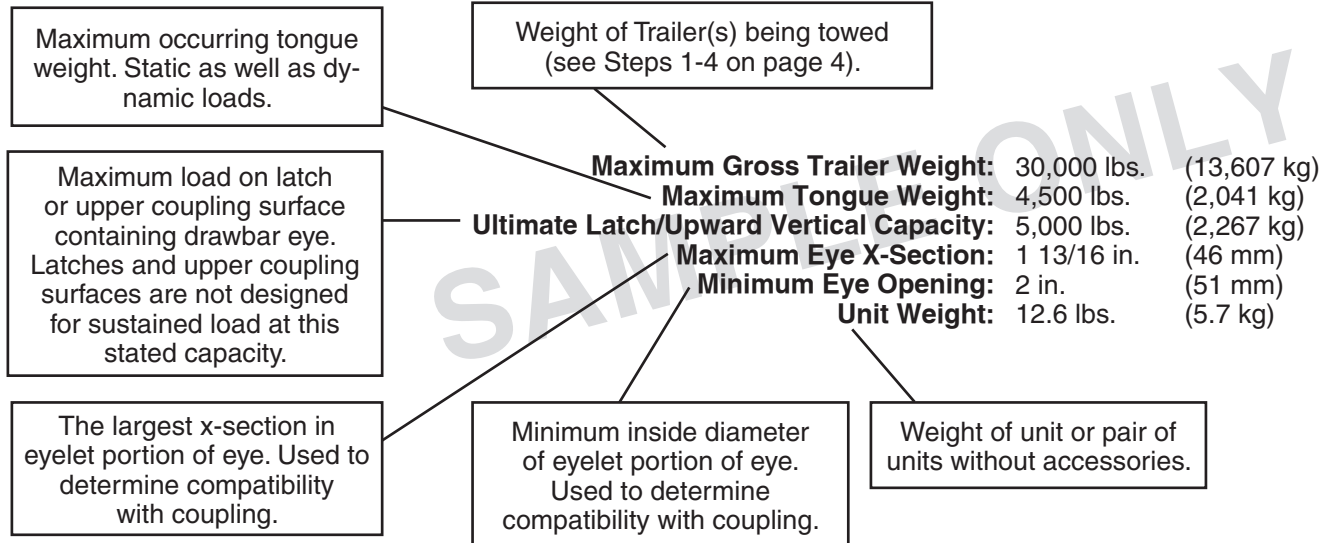 Maximum occurring tongue
weight. Static as well as dy-
namic loads.
Weight of Trailer(s) being towed
(see Steps 1-4 on page 4).
Maximum load on latch
or upper coupling surface
containing drawbar eye.
Latches and upper coupling
surfaces are not designed
for sustained load at this
stated capacity.
SAMPLE ONLY
Maximum Gross Trailer Weight: 30,000 lbs. (13,607 kg)
Maximum Tongue Weight: 4,500 lbs. (2,041 kg)
Ultimate Latch/Upward Vertical Capacity: 5,000 lbs. (2,267 kg)
Maximum Eye X-Section: 1 13/16 in. (46 mm)
Minimum Eye Opening: 2 in. (51 mm)
Unit Weight: 12.6 lbs. (5.7 kg)
The largest x-section in
eyelet portion of eye. Used to
determine compatibility
with coupling.
Minimum inside diameter
of eyelet portion of eye.
Used to determine
compatibility with coupling.
Weight of unit or pair of
units without accessories.